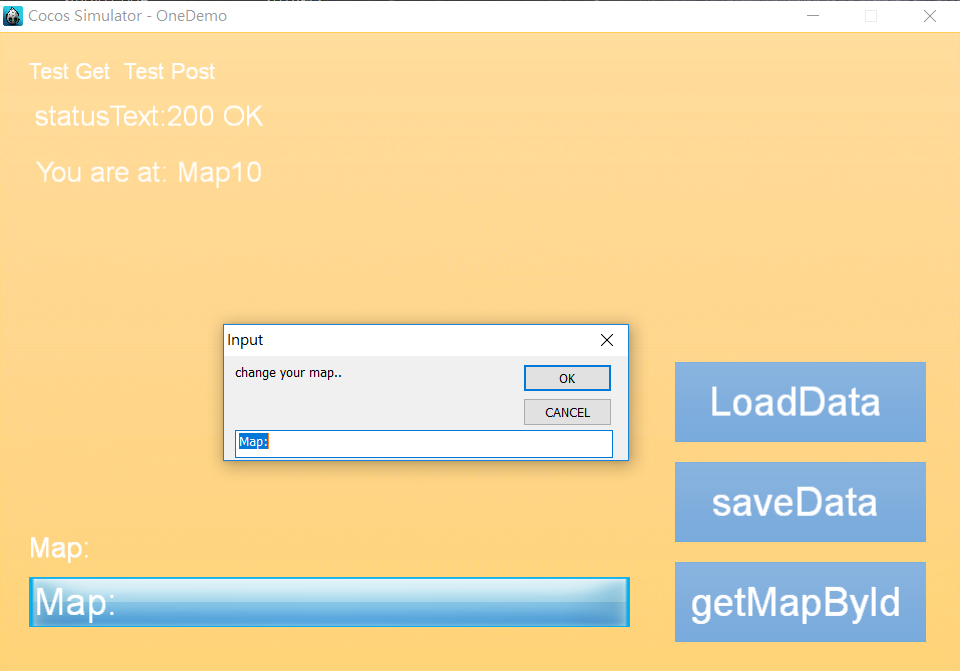 Cocos Simulator - OneDemo
Test Get Test Post
statusText:200 OK
You are at: Map10
Input
change your map..
OK
CANCEL
Map:
LoadData
saveData
Map:
Map:
getMapById